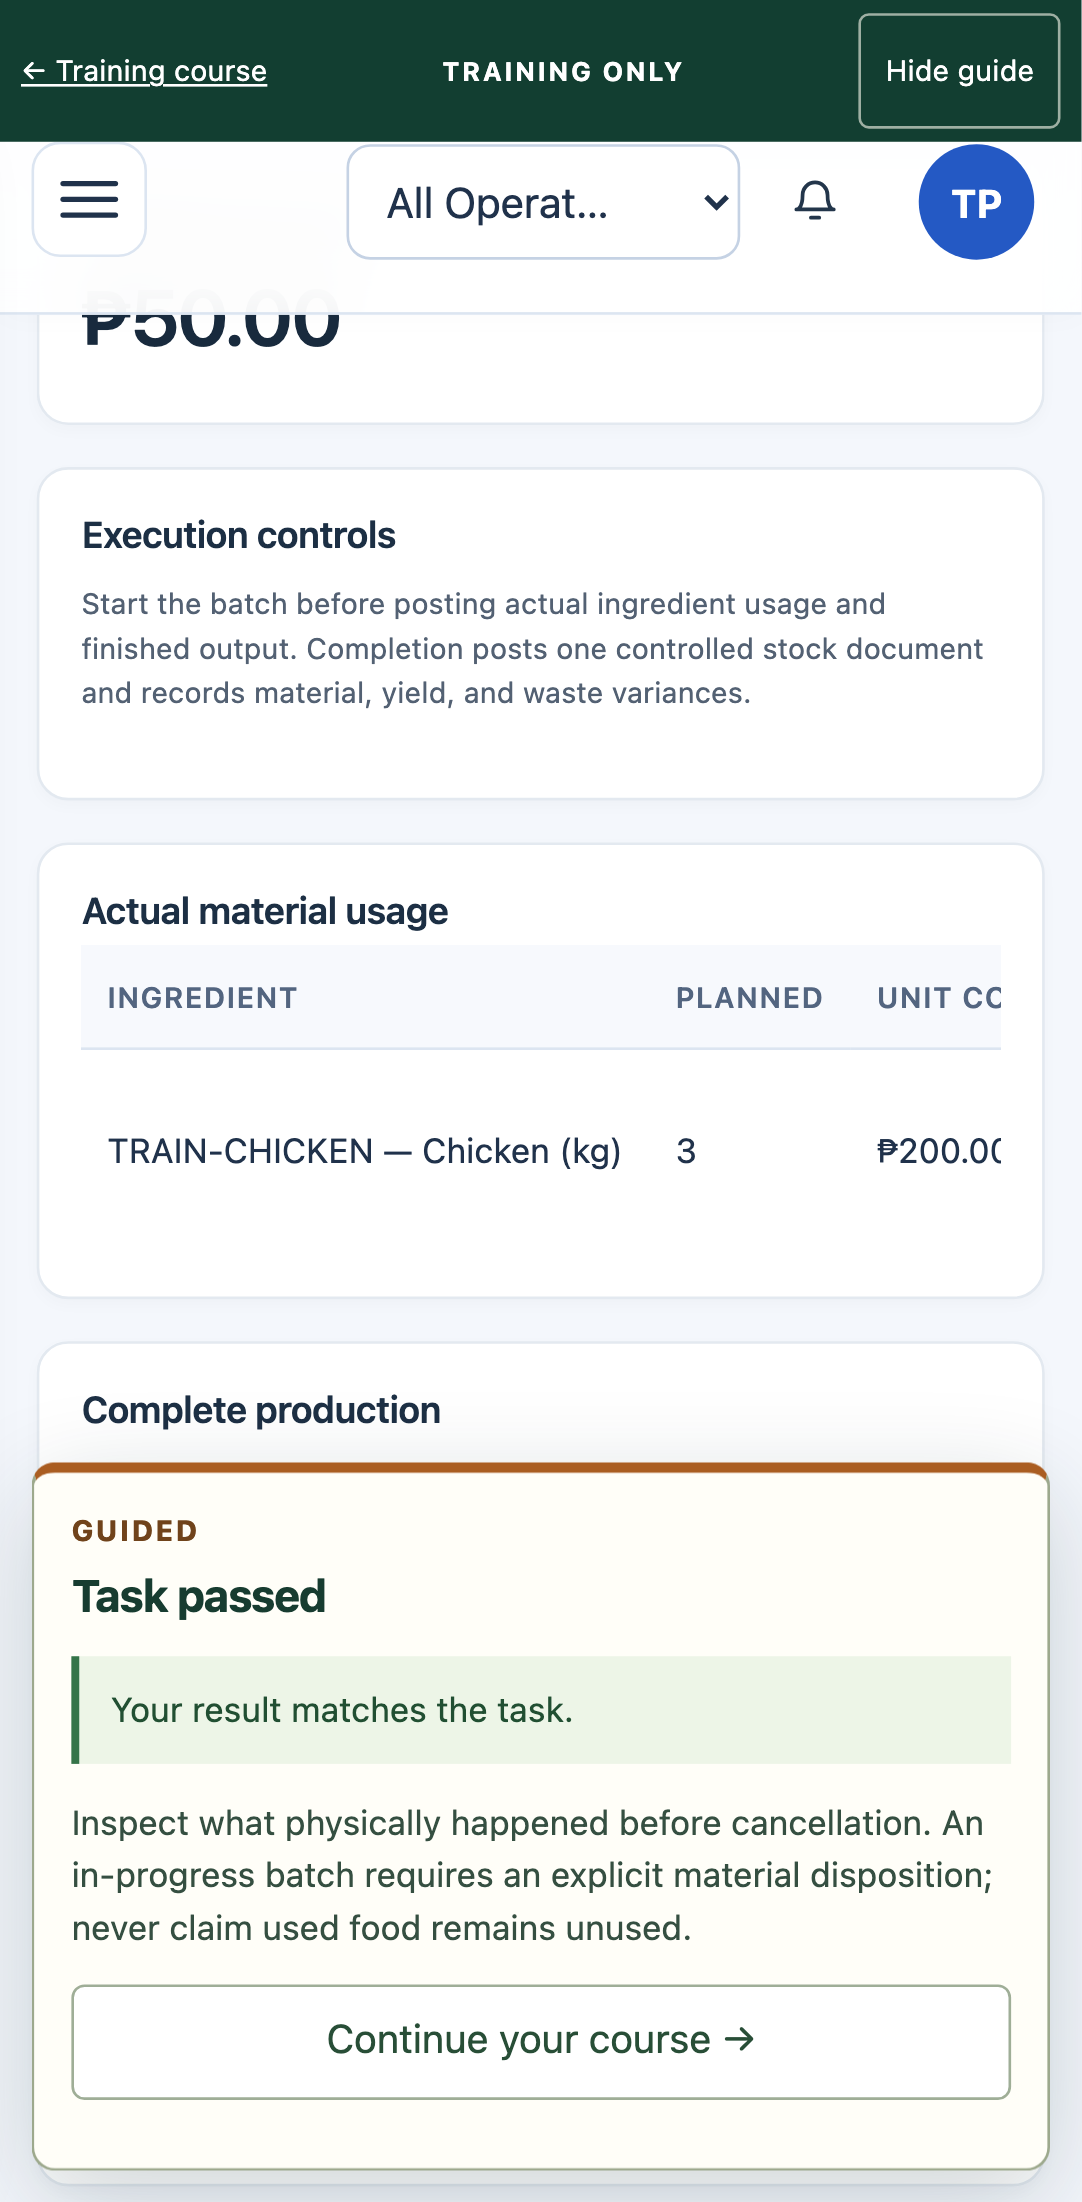 ← Training course
TRAINING ONLY
Hide guide
All Operat...
TP
₱50.00
Execution controls
Start the batch before posting actual ingredient usage and
finished output. Completion posts one controlled stock document
and records material, yield, and waste variances.
Actual material usage
INGREDIENT PLANNED UNIT CO
TRAIN-CHICKEN — Chicken (kg) 3 ₱200.00
Complete production
GUIDED
Task passed
Your result matches the task.
Inspect what physically happened before cancellation. An
in-progress batch requires an explicit material disposition;
never claim used food remains unused.
Continue your course →